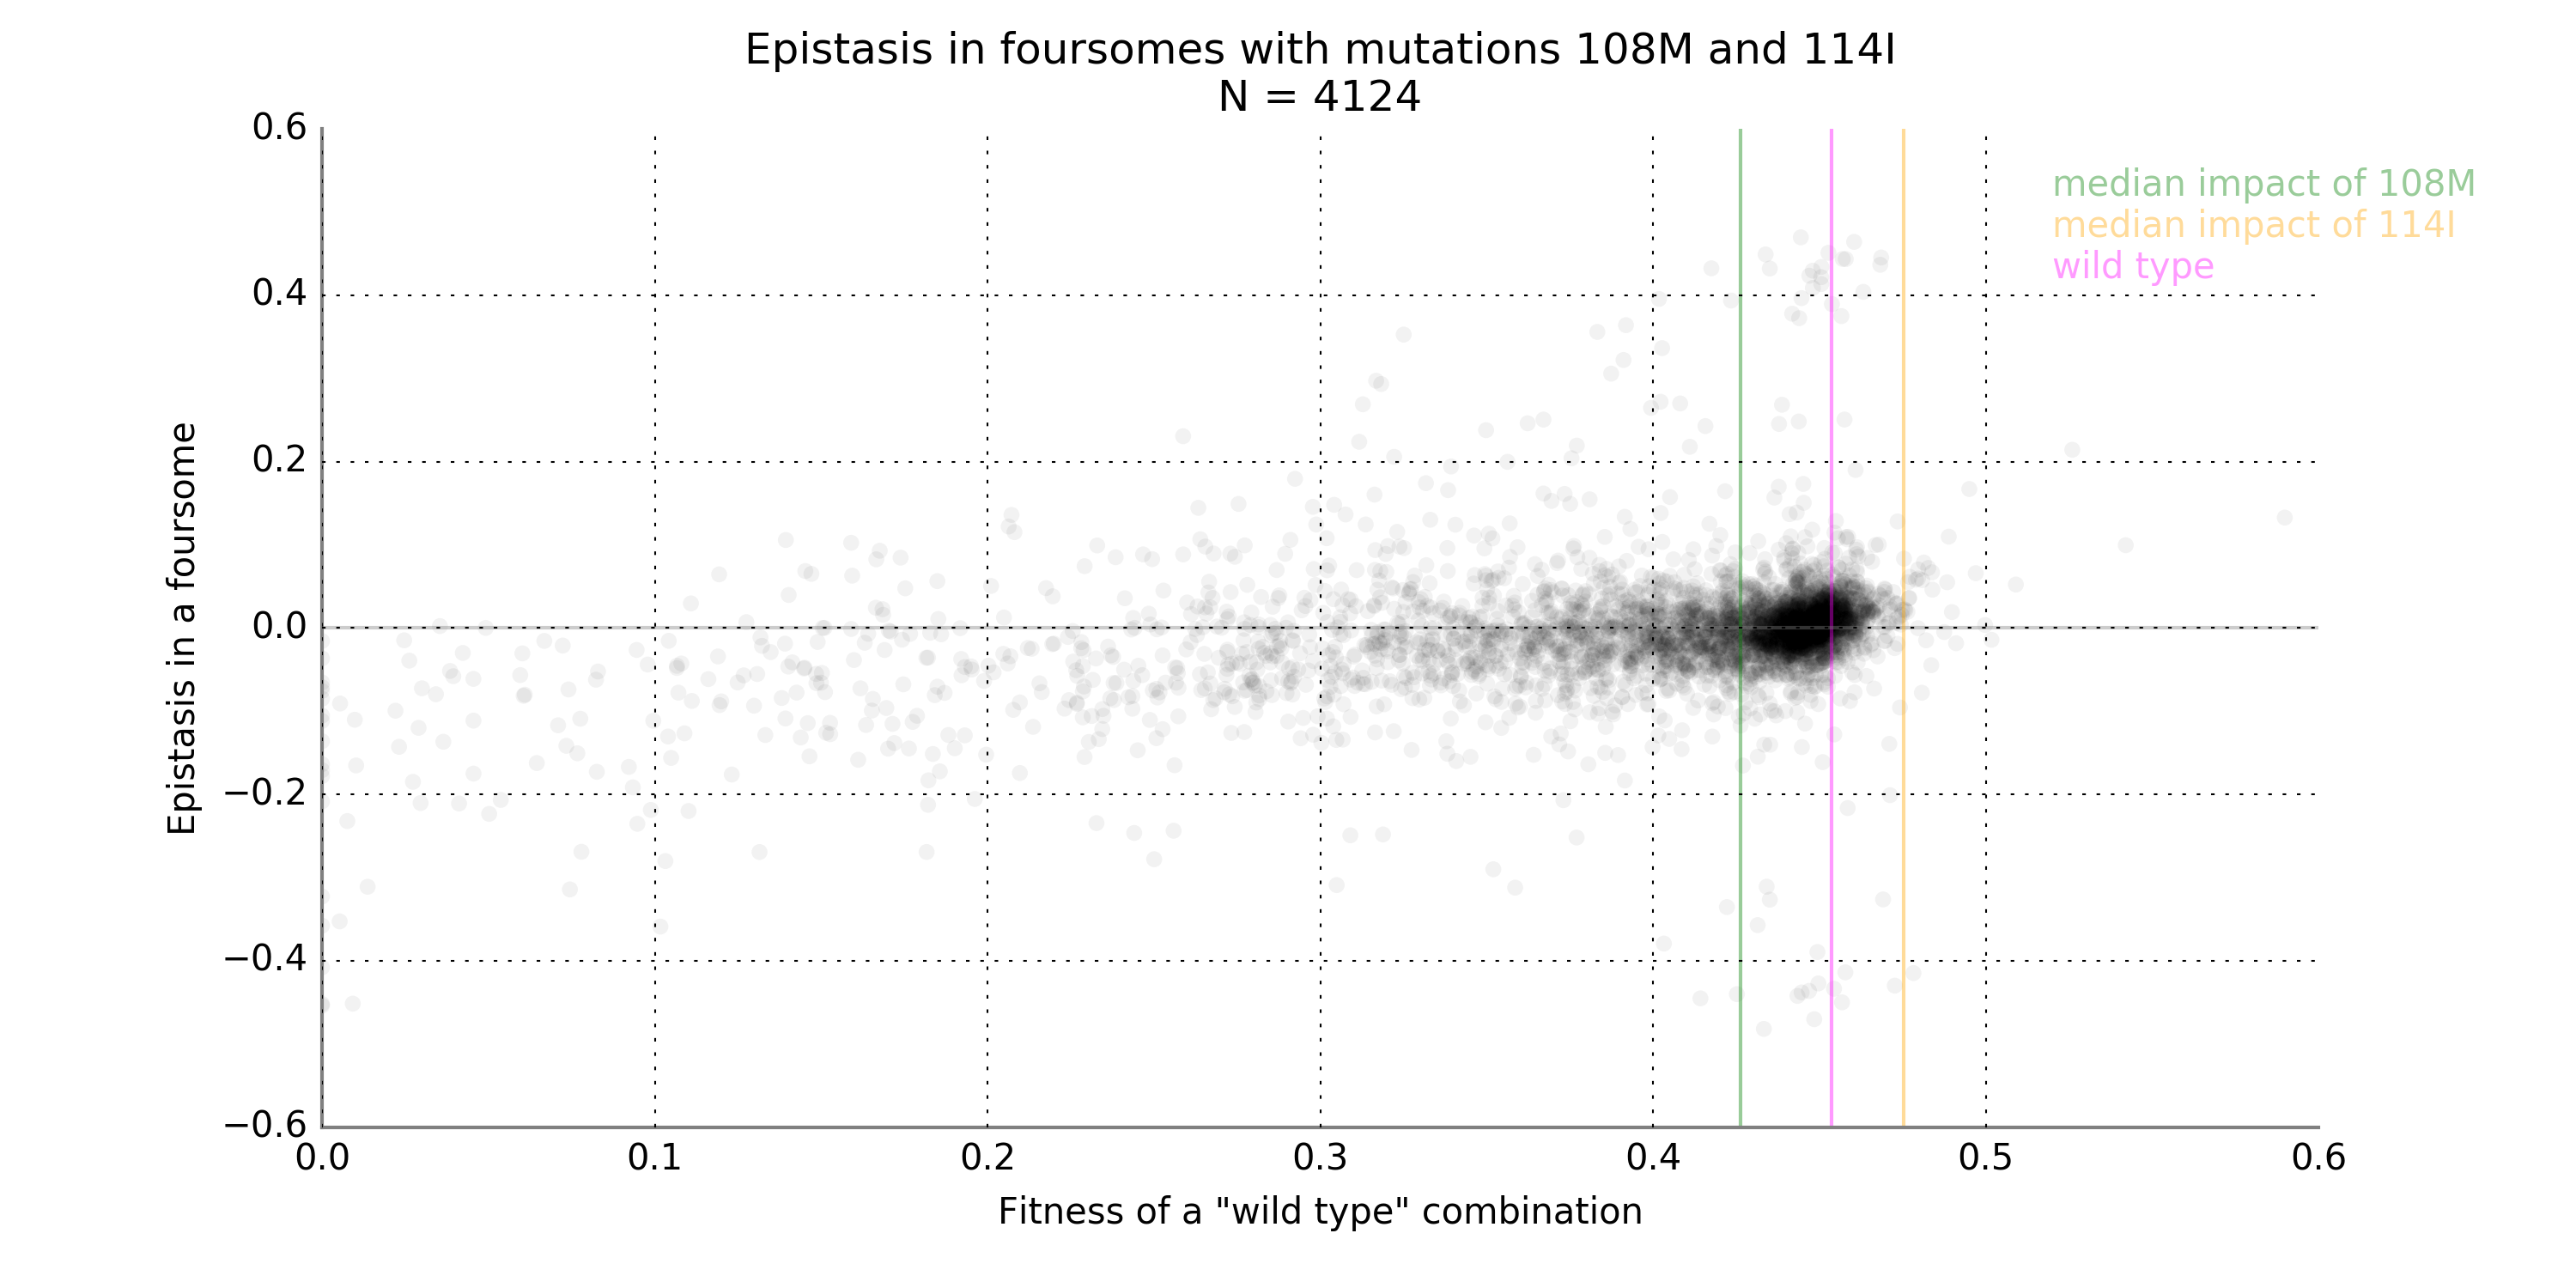 Epistasis in foursomes with mutations 108M and 114I
N = 4124
0.6
0.4
0.2
0.0
−0.2
−0.4
−0.6
Epistasis in a foursome
median impact of 108M
median impact of 114I
wild type
0.0 0.1 0.2 0.3 0.4 0.5 0.6
Fitness of a "wild type" combination